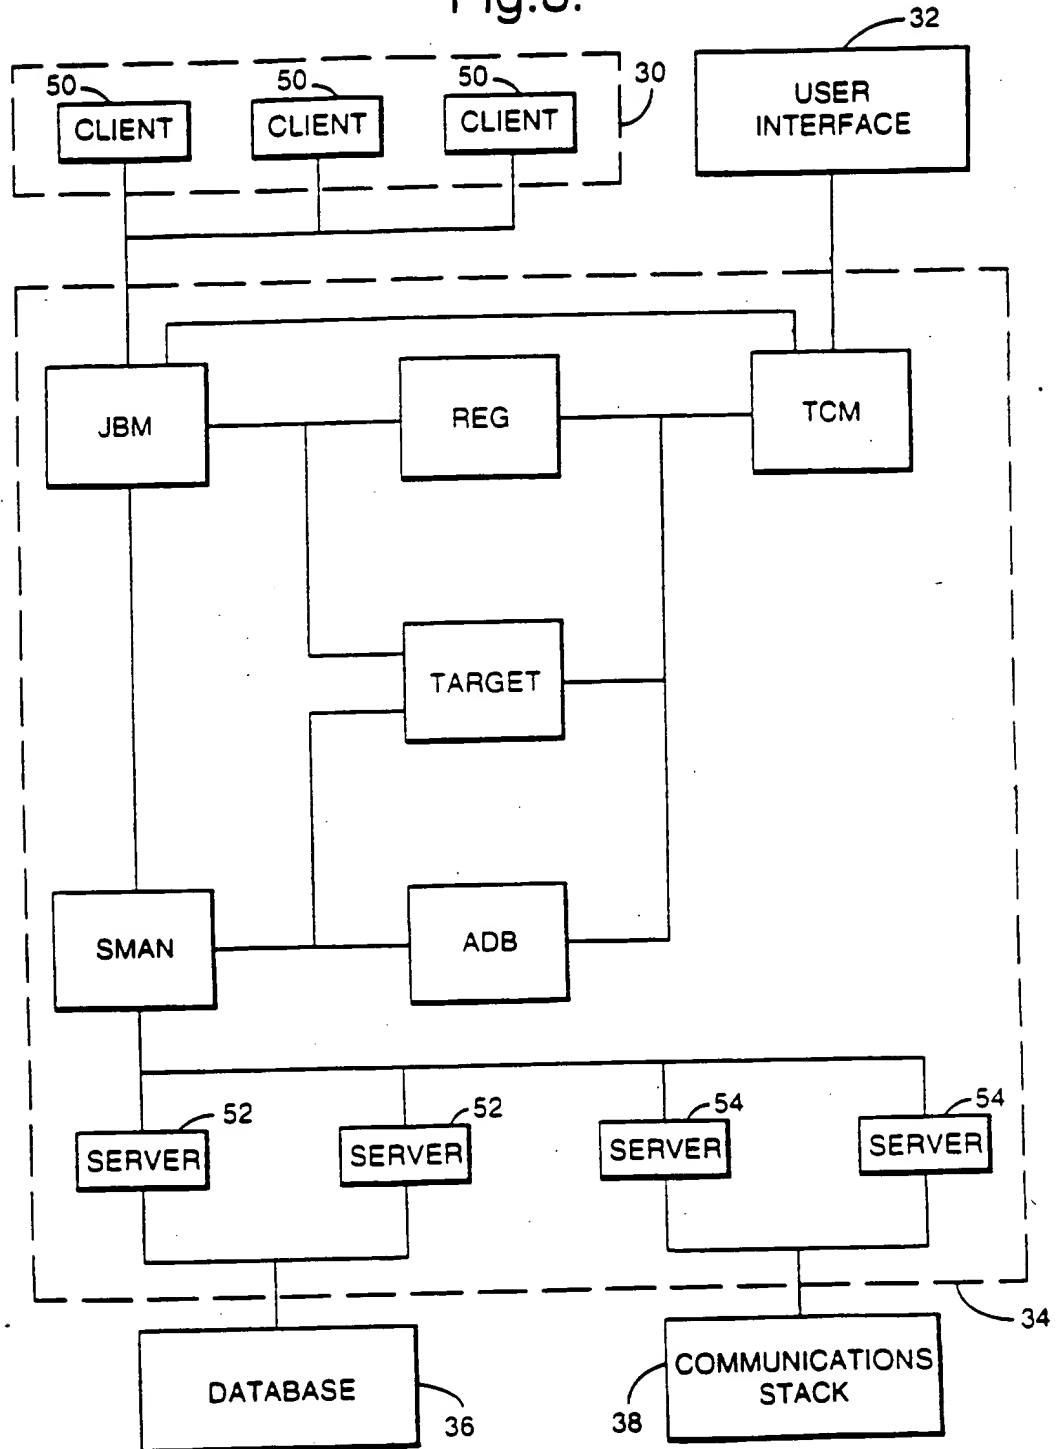 Fig.3.
32
50
50
50
30
CLIENT
CLIENT
CLIENT
USER
INTERFACE
JBM
REG
TCM
TARGET
SMAN
ADB
52
52
54
54
SERVER
SERVER
SERVER
SERVER
34
DATABASE
36
38
COMMUNICATIONS
STACK